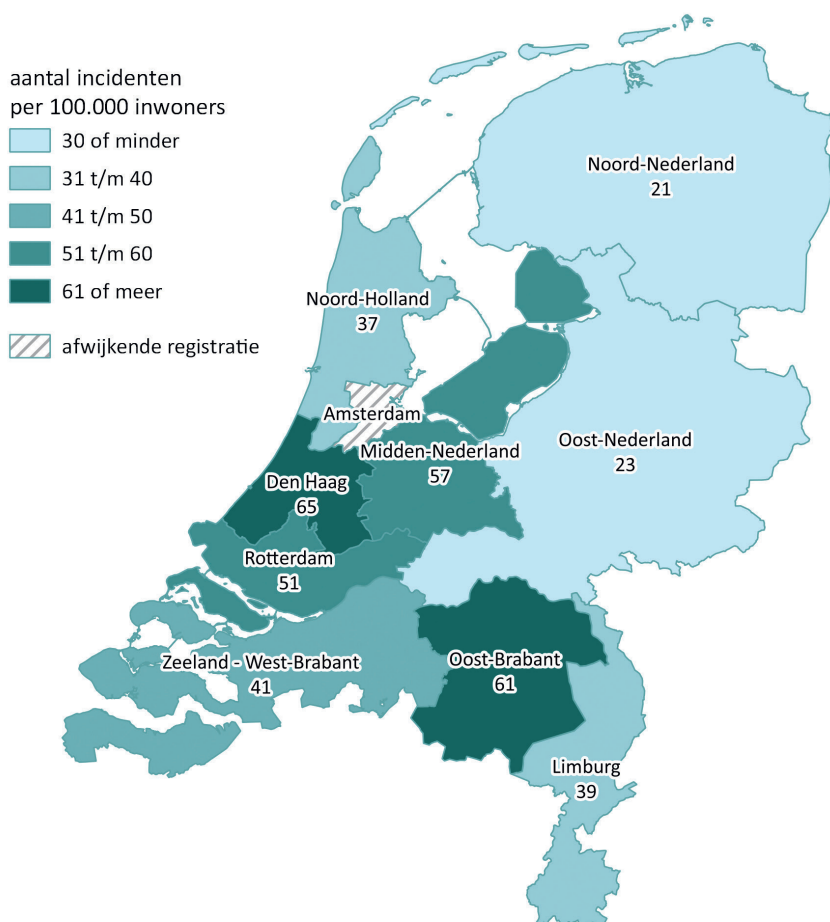 aantal incidenten
per 100.000 inwoners
30 of minder
31 t/m 40
41 t/m 50
51 t/m 60
61 of meer
afwijkende registratie
Noord-Nederland
21
Noord-Holland
37
Amsterdam
Midden-Nederland
57
Oost-Nederland
23
Den Haag
65
Rotterdam
51
Zeeland - West-Brabant
41
Oost-Brabant
61
Limburg
39